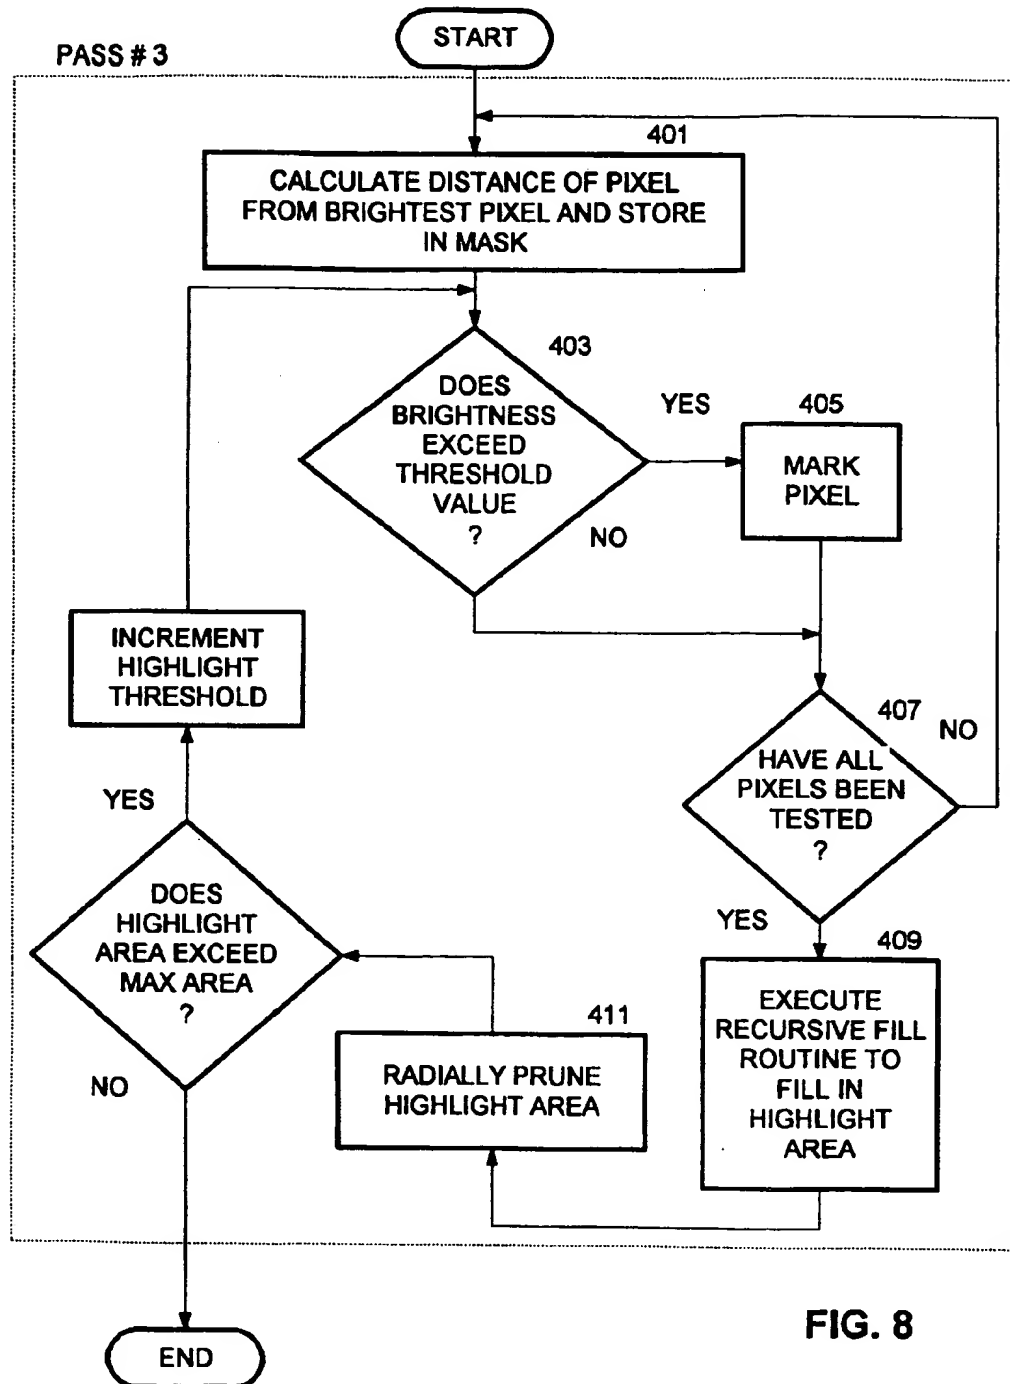 START
PASS # 3
401
CALCULATE DISTANCE OF PIXEL
FROM BRIGHTEST PIXEL AND STORE
IN MASK
403
DOES
BRIGHTNESS
EXCEED
THRESHOLD
VALUE
?
YES
NO
405
MARK
PIXEL
407
NO
HAVE ALL
PIXELS BEEN
TESTED
?
YES
409
EXECUTE
RECURSIVE FILL
ROUTINE TO
FILL IN
HIGHLIGHT
AREA
411
RADIALLY PRUNE
HIGHLIGHT AREA
DOES
HIGHLIGHT
AREA EXCEED
MAX AREA
?
YES
NO
INCREMENT
HIGHLIGHT
THRESHOLD
END
FIG. 8